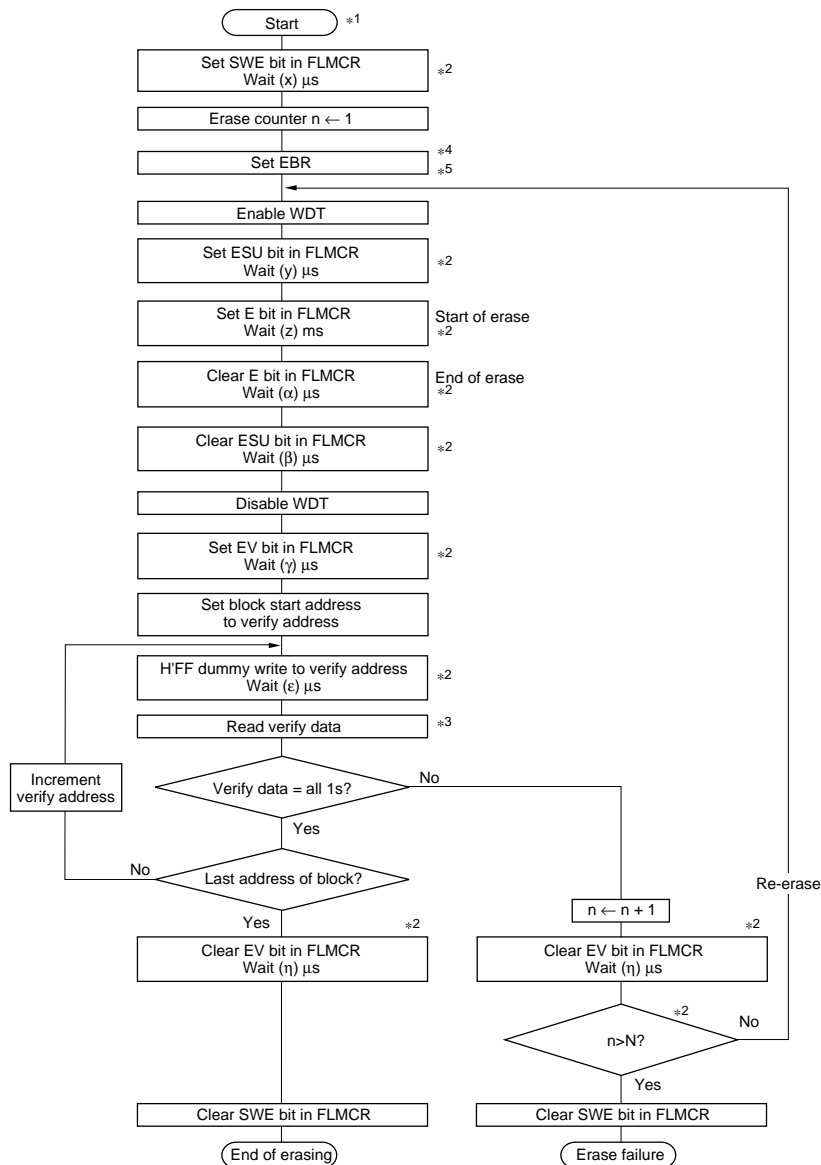 Start *1
Set SWE bit in FLMCR
Wait (x) μs
*2
Erase counter n ← 1
*4
Set EBR
*5
Enable WDT
Set ESU bit in FLMCR
Wait (y) μs
*2
Set E bit in FLMCR
Wait (z) ms
Start of erase
*2
Clear E bit in FLMCR
Wait (α) μs
End of erase
*2
Clear ESU bit in FLMCR
Wait (β) μs
*2
Disable WDT
Set EV bit in FLMCR
Wait (γ) μs
*2
Set block start address
to verify address
H'FF dummy write to verify address
Wait (ε) μs
*2
Read verify data
*3
Increment
verify address
Verify data = all 1s?
No
Yes
No
Last address of block?
Yes
Re-erase
n ← n + 1
*2
Clear EV bit in FLMCR
Wait (η) μs
*2
Clear EV bit in FLMCR
Wait (η) μs
*2
n>N?
No
Yes
Clear SWE bit in FLMCR
Clear SWE bit in FLMCR
End of erasing
Erase failure